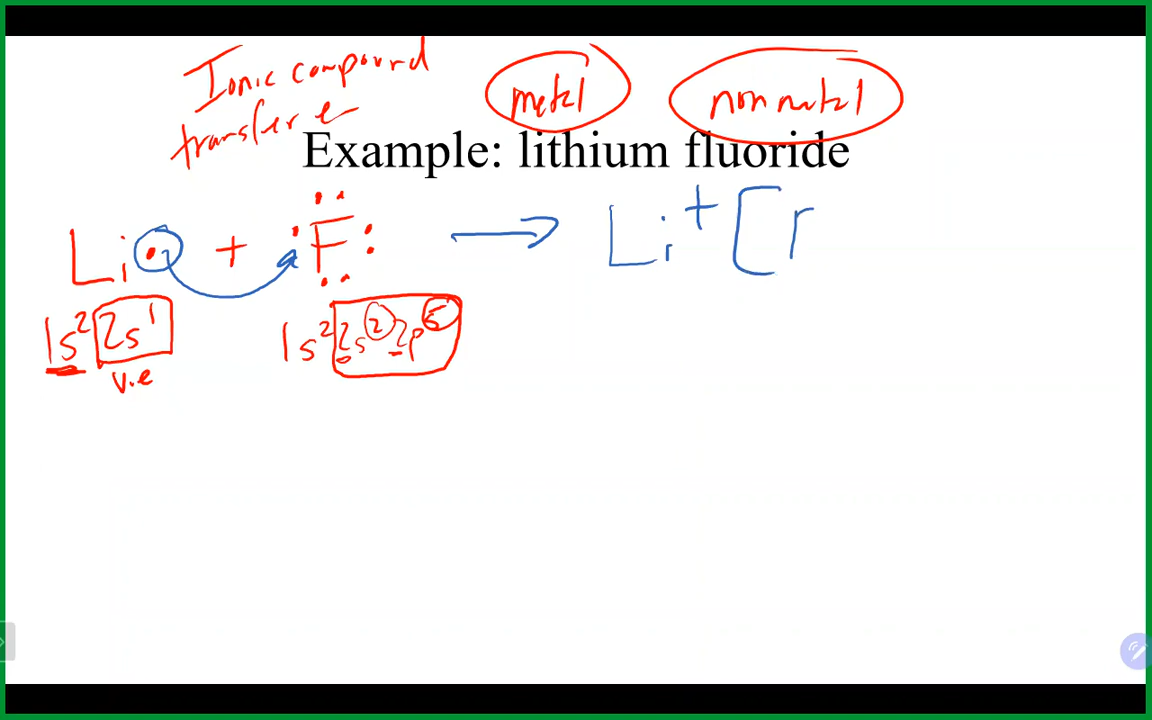 Ionic compound metal nonmetal
transfer e⁻
Example: lithium fluoride
Li• + F → Li⁺ [
1s² 2s¹ 1s² 2s² 2p⁵
v.e